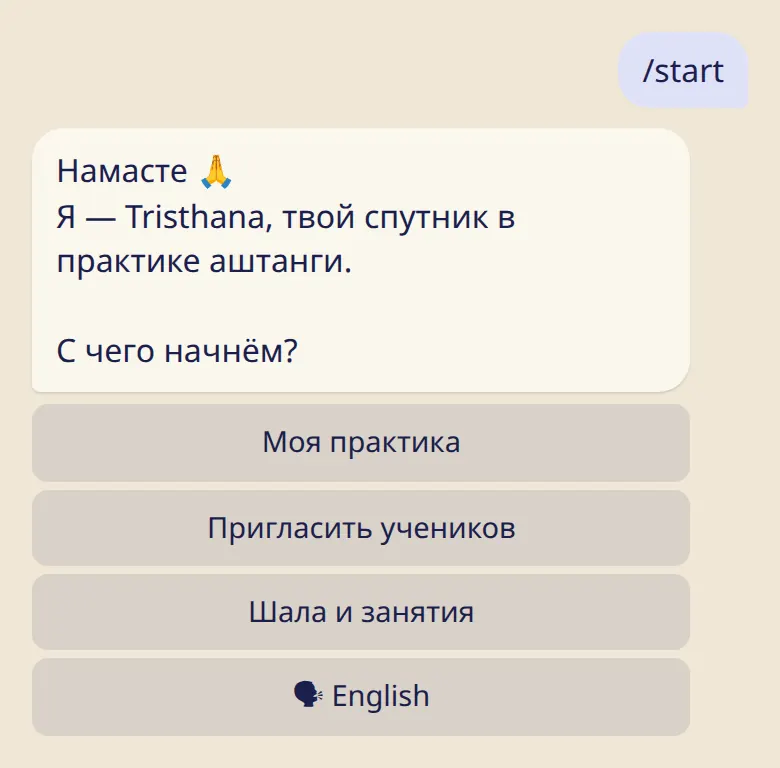 /start
Намасте 🙏
Я — Tristhana, твой спутник в
практике аштанги.
С чего начнём?
Моя практика
Пригласить учеников
Шала и занятия
🗣 English